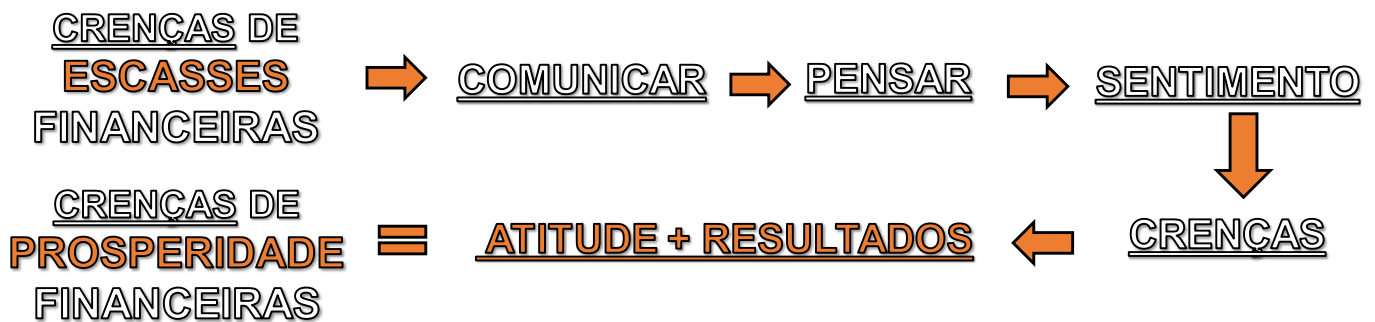 CRENÇAS DE
ESCASSES
FINANCEIRAS
COMUNICAR
PENSAR
SENTIMENTO
CRENÇAS
ATITUDE + RESULTADOS
CRENÇAS DE
PROSPERIDADE
FINANCEIRAS